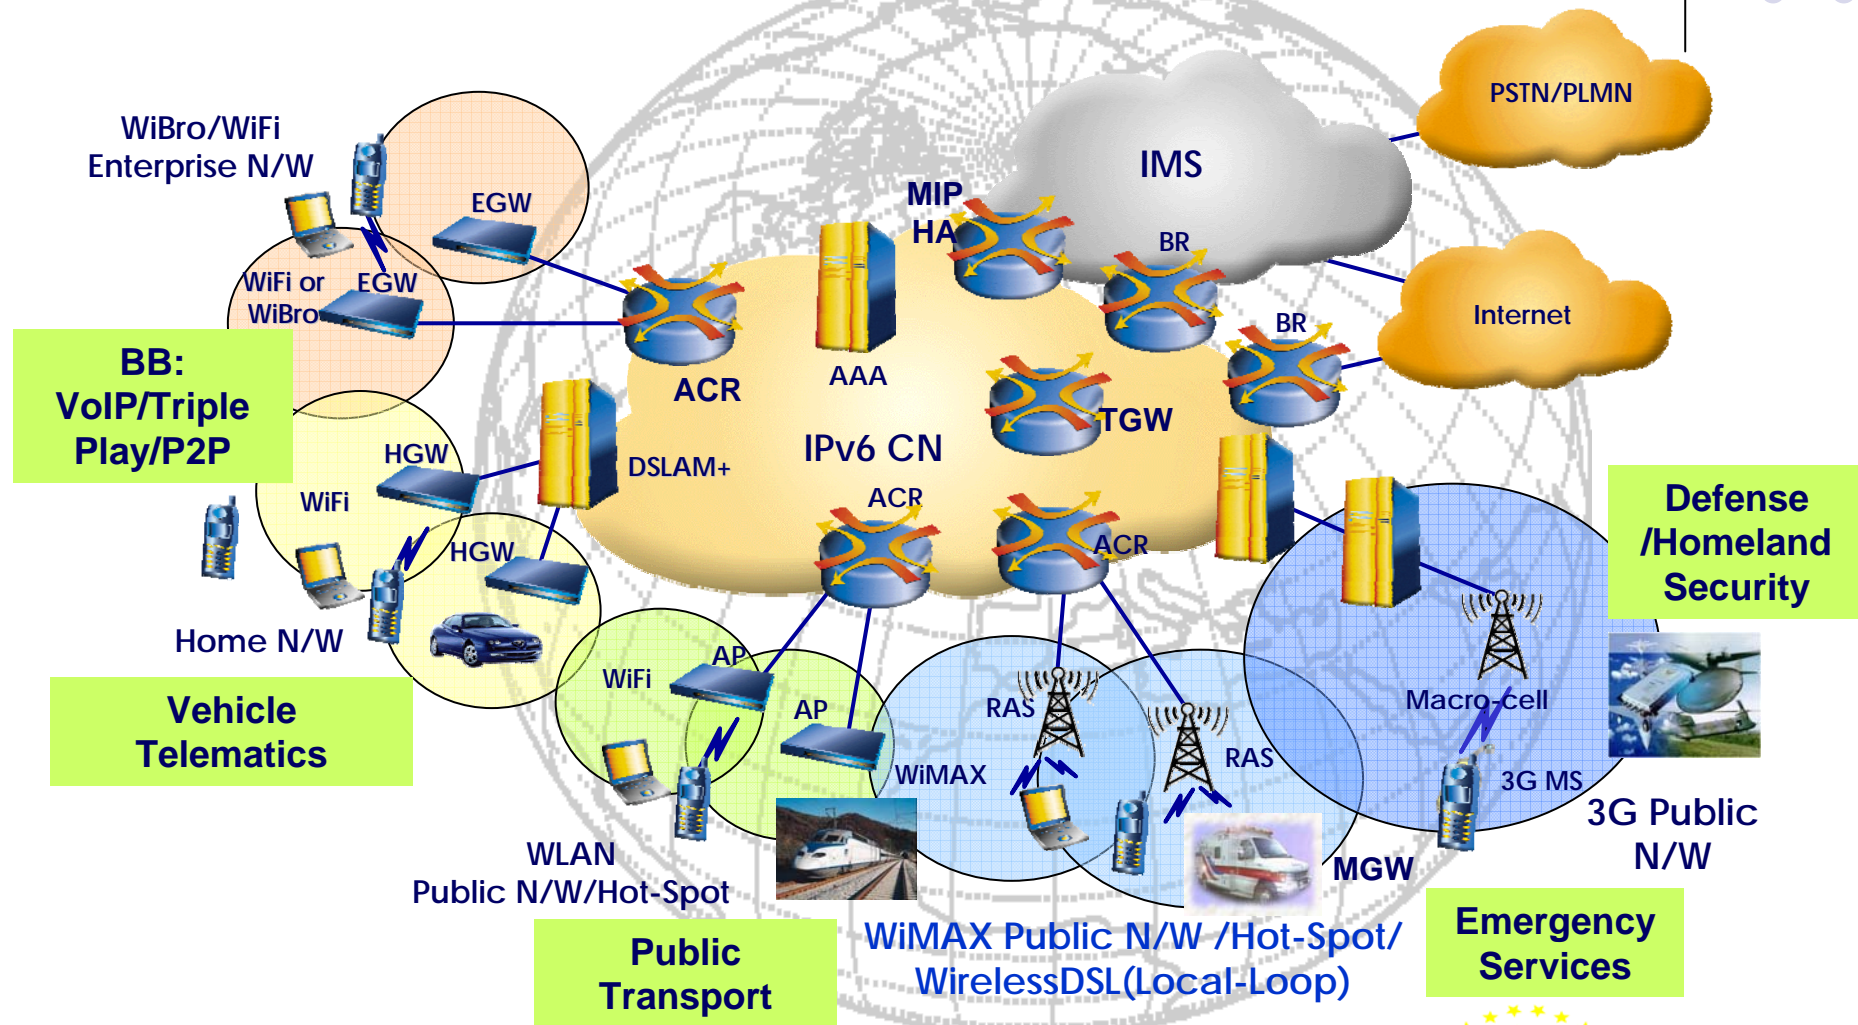 PSTN/PLMN
WiBro/WiFi
Enterprise N/W
IMS
EGW
MIP
HA
BR
WiFi or
WiBro
EGW
BR
Internet
BB:
VoIP/Triple
Play/P2P
ACR
AAA
TGW
HGW
DSLAM+
IPv6 CN
WiFi
ACR
ACR
Defense
/Homeland
Security
HGW
Home N/W
WiFi
AP
AP
Vehicle
Telematics
RAS
RAS
WiMAX
Macro-cell
3G MS
3G Public
N/W
WLAN
Public N/W/Hot-Spot
MGW
WiMAX Public N/W /Hot-Spot/
WirelessDSL(Local-Loop)
Public
Transport
Emergency
Services